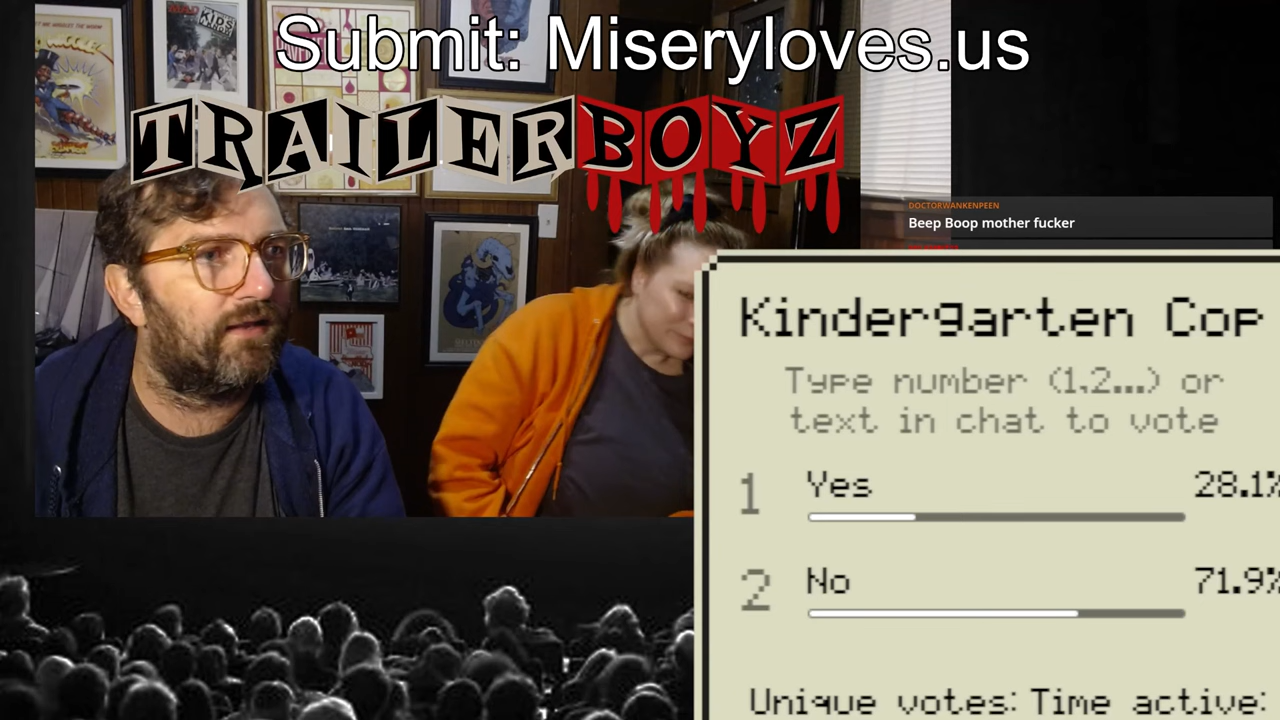 Submit: Miseryloves.us
TRAILERBOYZ
DOCTORWANKENPEEN
Beep Boop mother fucker
Kindergarten Cop
Type number (1,2...) or
text in chat to vote
1 Yes 28.1%
2 No 71.9%
Unique votes: Time active: